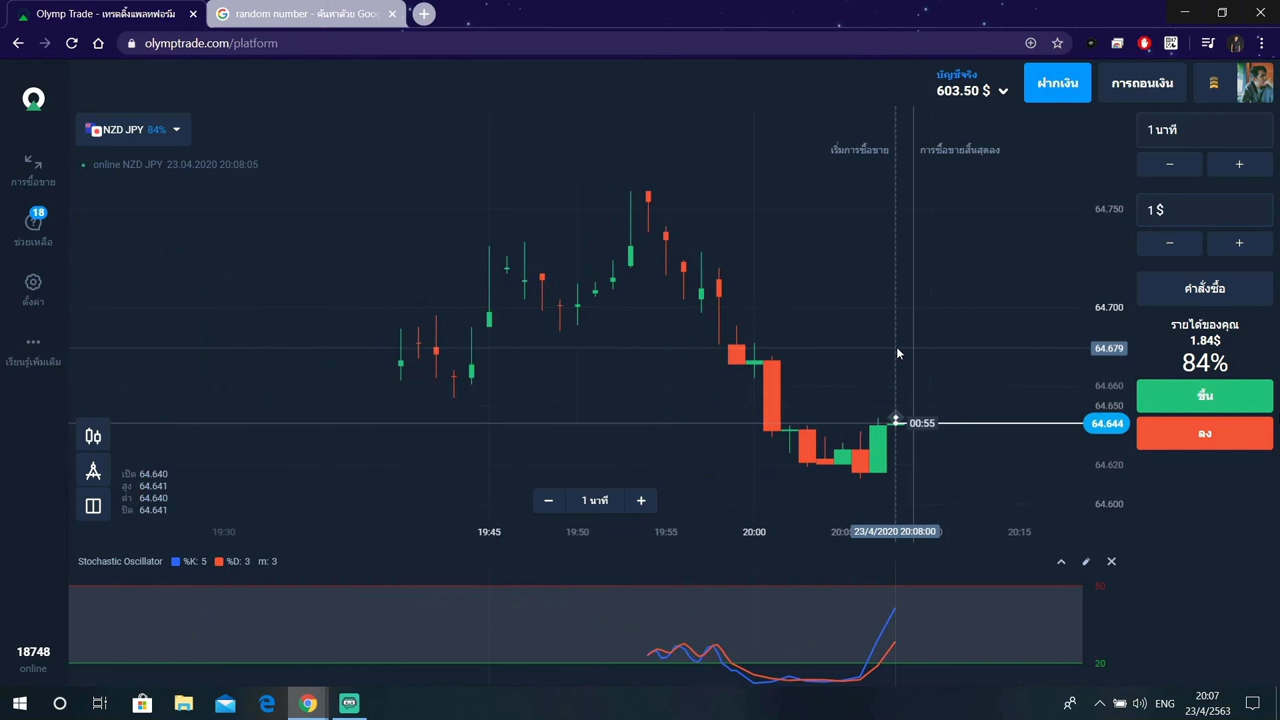 Olymp Trade - เทรดดิ้งแพลทฟอร์ม
random number - ค้นหาด้วย Goo
olymptrade.com/platform
บัญชีจริง
603.50 $
ฝากเงิน
การถอนเงิน
NZD JPY 84%
online NZD JPY 23.04.2020 20:08:05
เริ่มการซื้อขาย
การซื้อขายสิ้นสุดลง
การซื้อขาย
18
ช่วยเหลือ
ตั้งค่า
เรียนรู้เพิ่มเติม
18748
online
1 นาที
1 $
คำสั่งซื้อ
รายได้ของคุณ
1.84$
84%
ขึ้น
ลง
64.750
64.700
64.679
64.660
64.650
64.644
64.620
64.600
00:55
เปิด 64.640
สูง 64.641
ต่ำ 64.640
ปิด 64.641
1 นาที
19:30
19:45
19:50
19:55
20:00
23/4/2020 20:08:00
20:15
Stochastic Oscillator %K: 5 %D: 3 m: 3
80
20
ENG
20:07
23/4/2563